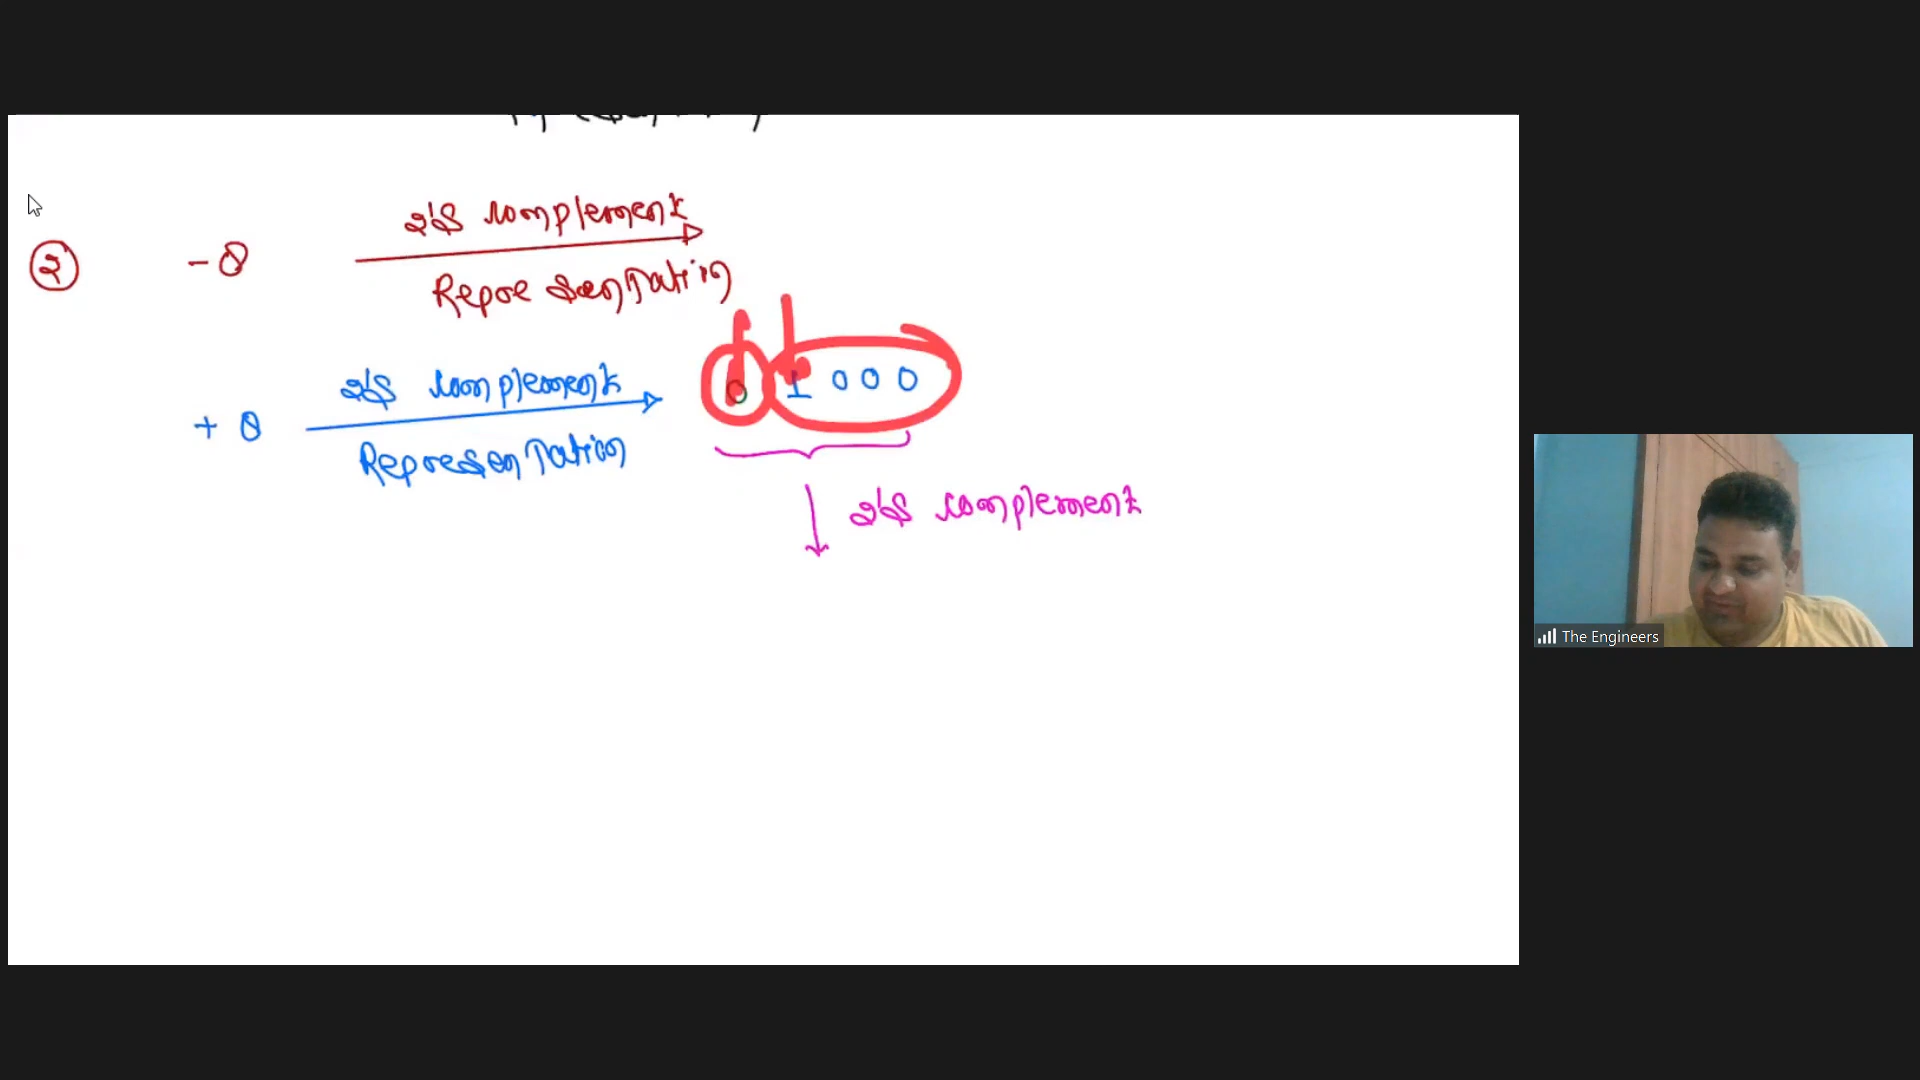 2's complement
② - 8
Representation
0 1 0 0 0
2's complement
+ 8
Representation
2's complement
The Engineers